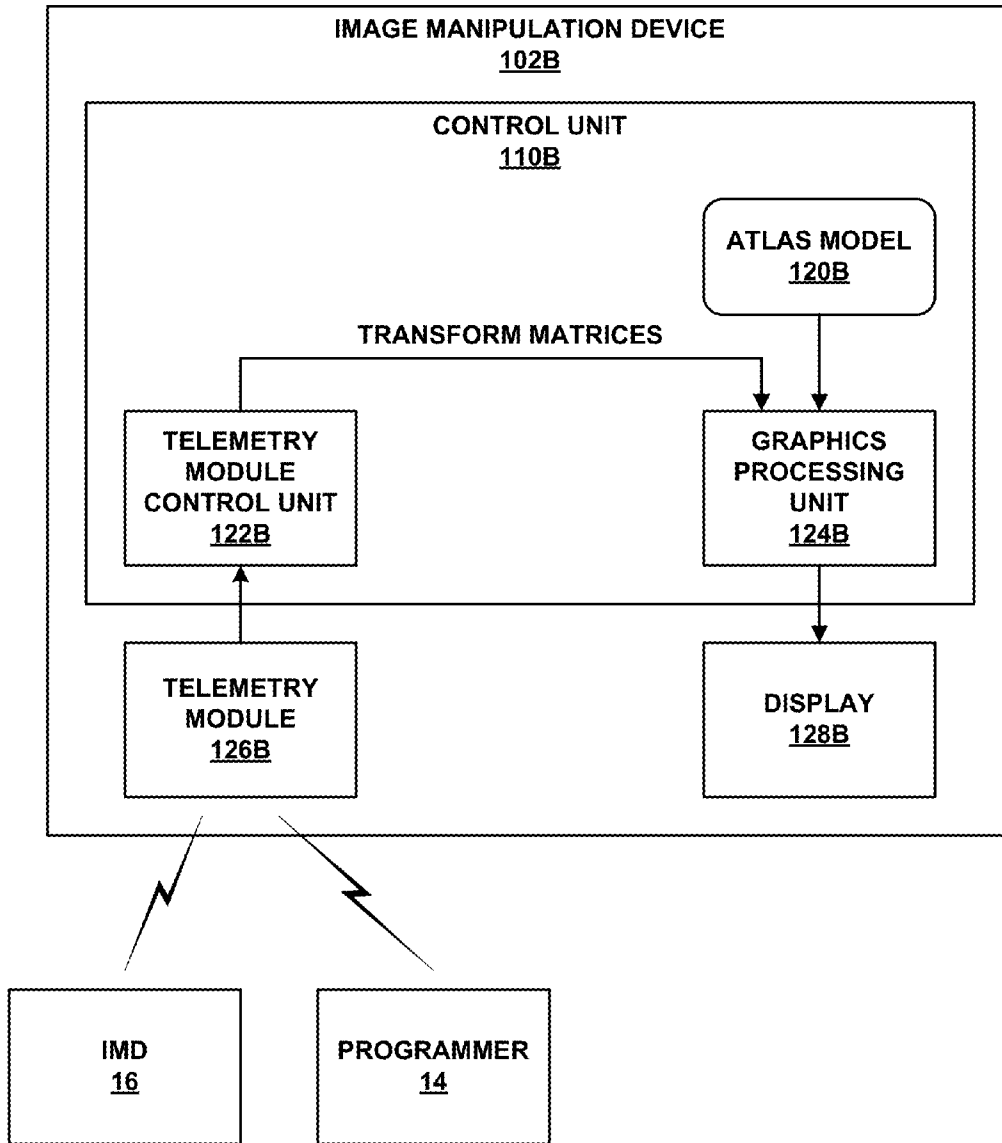 IMAGE MANIPULATION DEVICE
102B
CONTROL UNIT
110B
ATLAS MODEL
120B
TRANSFORM MATRICES
TELEMETRY
MODULE
CONTROL UNIT
122B
GRAPHICS
PROCESSING
UNIT
124B
TELEMETRY
MODULE
126B
DISPLAY
128B
IMD
16
PROGRAMMER
14